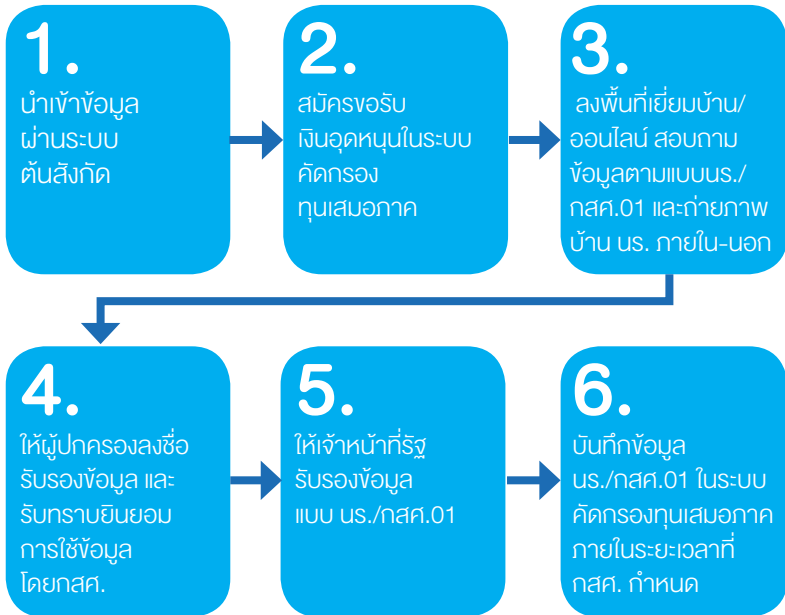 1.
นำเข้าข้อมูล
ผ่านระบบ
ต้นสังกัด
2.
สมัครขอรับ
เงินอุดหนุนในระบบ
คัดกรอง
ทุนเสมอภาค
3.
ลงพื้นที่เยี่ยมบ้าน/
ออนไลน์ สอบถาม
ข้อมูลตามแบบนร./
กสศ.01 และถ่ายภาพ
บ้าน นร. ภายใน-นอก
4.
ให้ผู้ปกครองลงชื่อ
รับรองข้อมูล และ
รับทราบยินยอม
การใช้ข้อมูล
โดยกสศ.
5.
ให้เจ้าหน้าที่รัฐ
รับรองข้อมูล
แบบ นร./กสศ.01
6.
บันทึกข้อมูล
นร./กสศ.01 ในระบบ
คัดกรองทุนเสมอภาค
ภายในระยะเวลาที่
กสศ. กำหนด